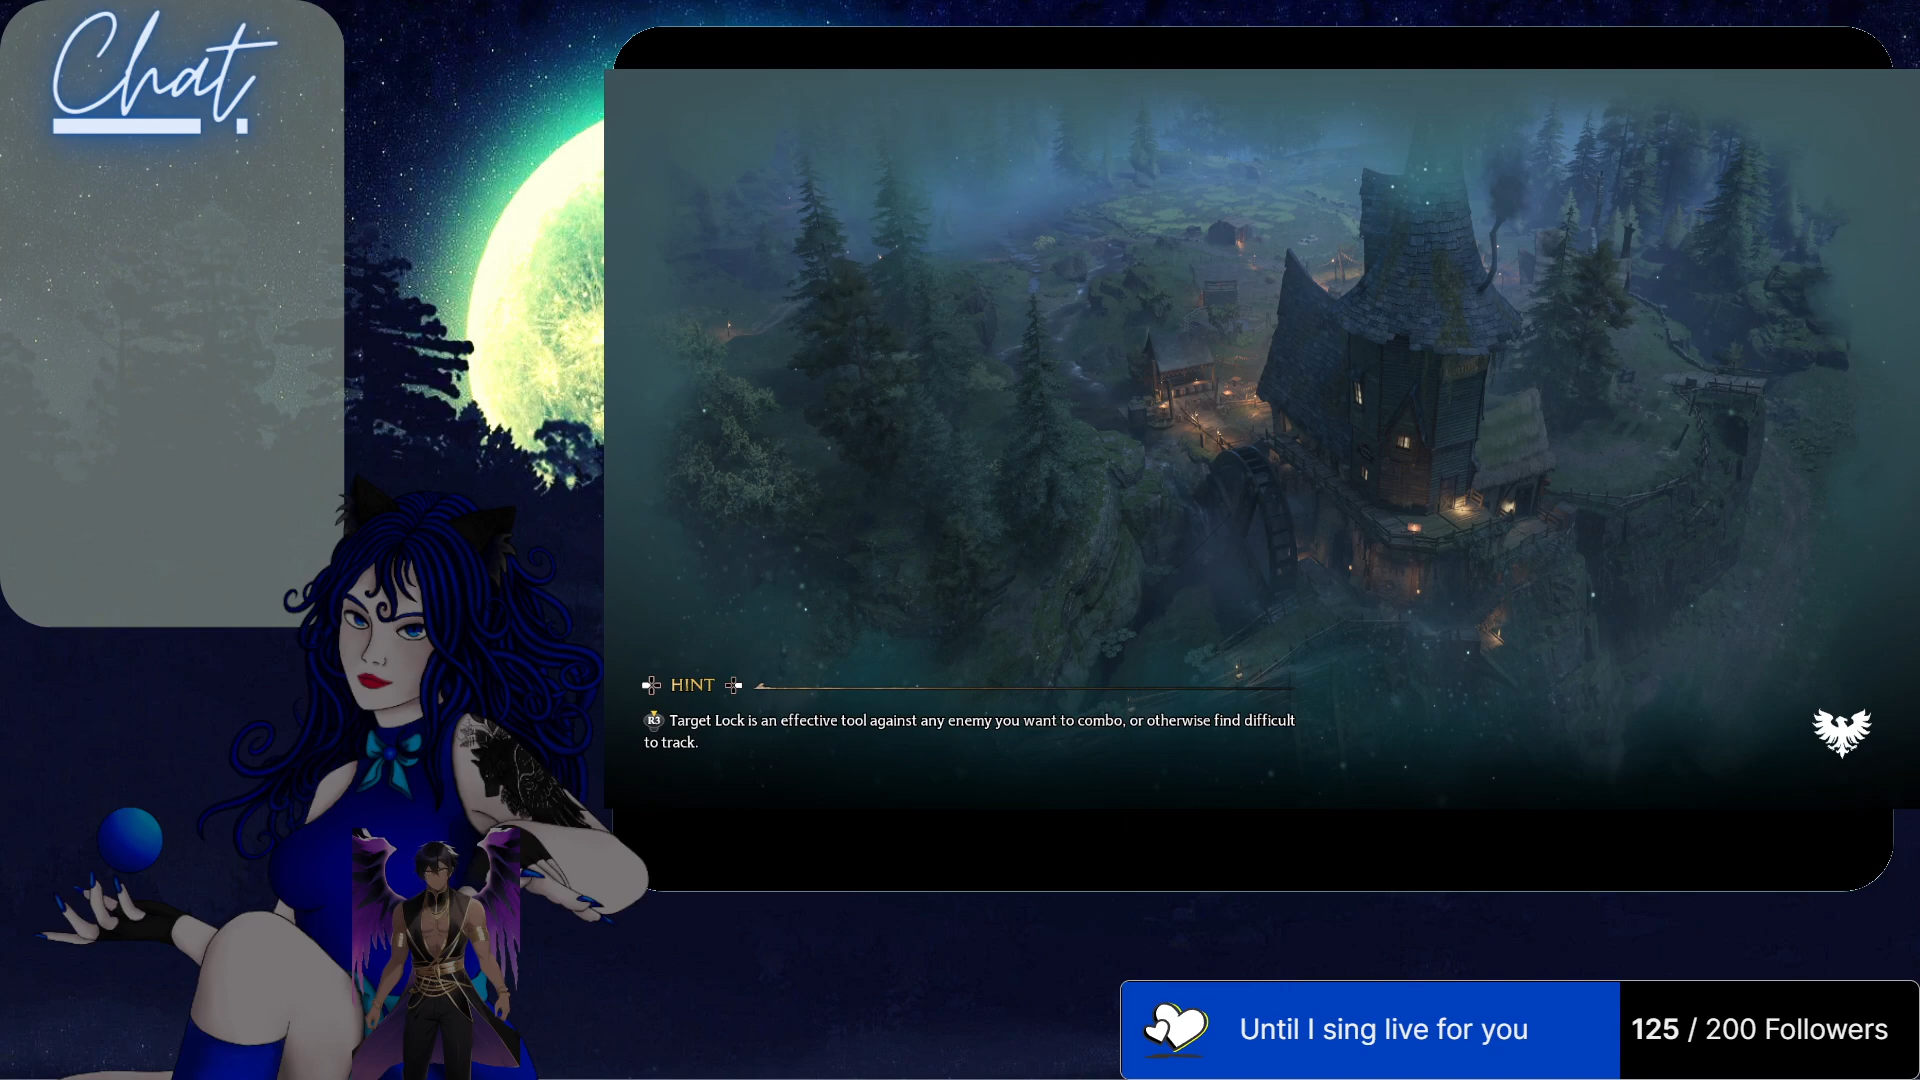 Chat
HINT
R3 Target Lock is an effective tool against any enemy you want to combo, or otherwise find difficult
to track.
Until I sing live for you
125 / 200 Followers